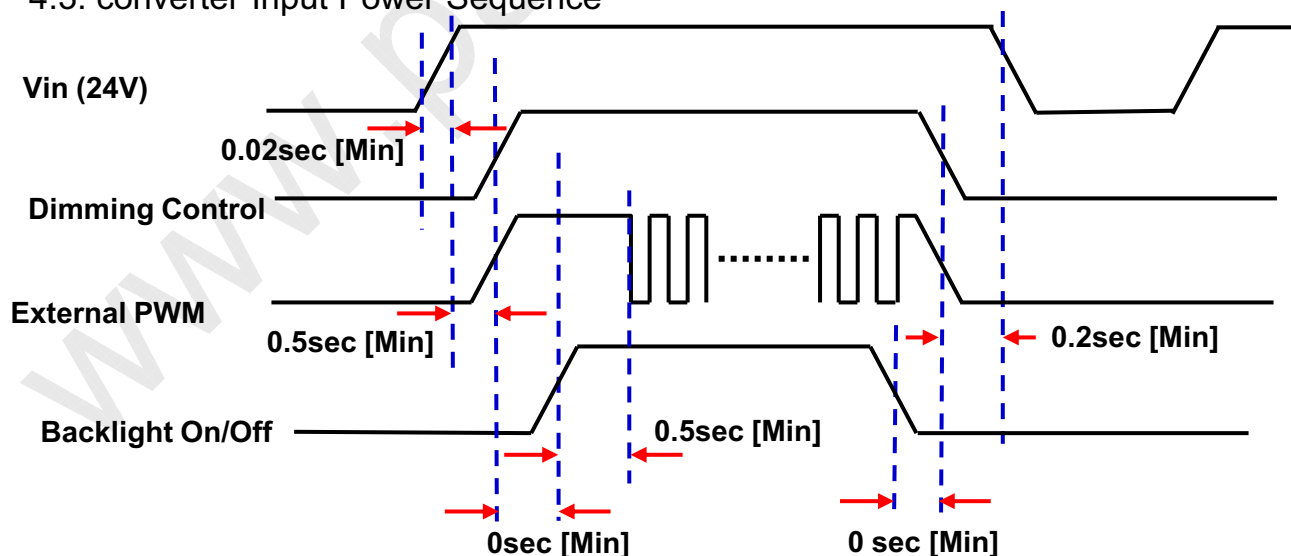 4.5. converter Input Power Sequence
Vin (24V)
0.02sec [Min]
Dimming Control
External PWM
0.5sec [Min]
0.2sec [Min]
Backlight On/Off
0.5sec [Min]
0sec [Min]
0 sec [Min]
www.p